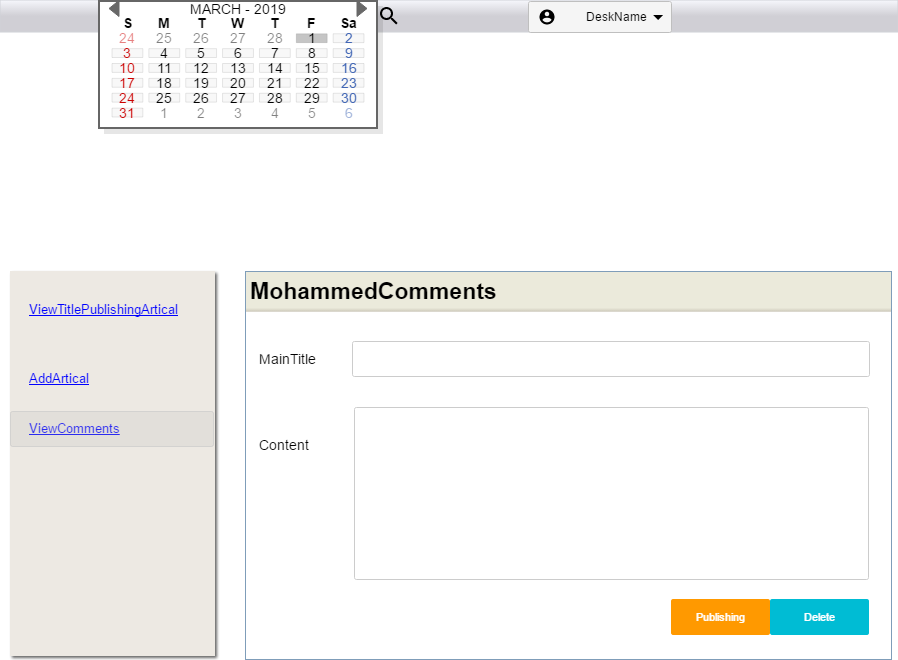 MARCH - 2019
S M T W T F Sa
24 25 26 27 28 1 2
3 4 5 6 7 8 9
10 11 12 13 14 15 16
17 18 19 20 21 22 23
24 25 26 27 28 29 30
31 1 2 3 4 5 6
DeskName
ViewTitlePublishingArtical
AddArtical
ViewComments
MohammedComments
MainTitle
Content
Publishing Delete